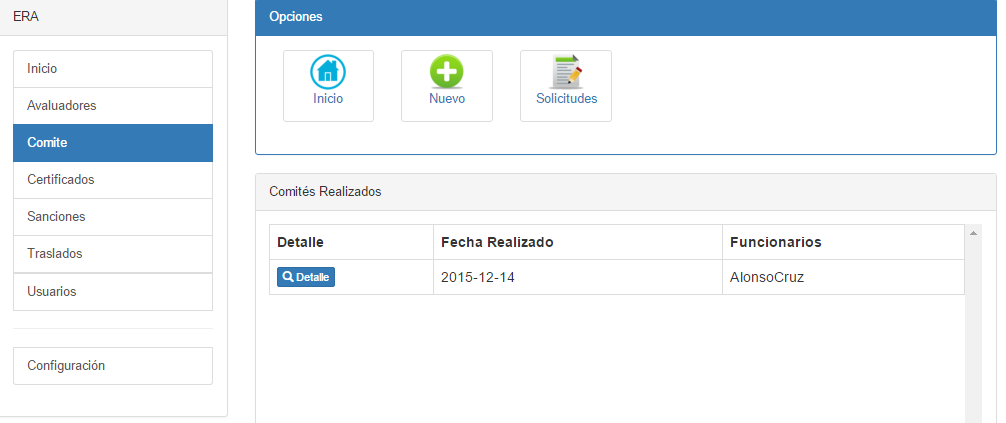 ERA
Inicio
Avaluadores
Comite
Certificados
Sanciones
Traslados
Usuarios
Configuración
Opciones
Inicio Nuevo Solicitudes
Comités Realizados
Detalle Fecha Realizado Funcionarios
Detalle 2015-12-14 AlonsoCruz